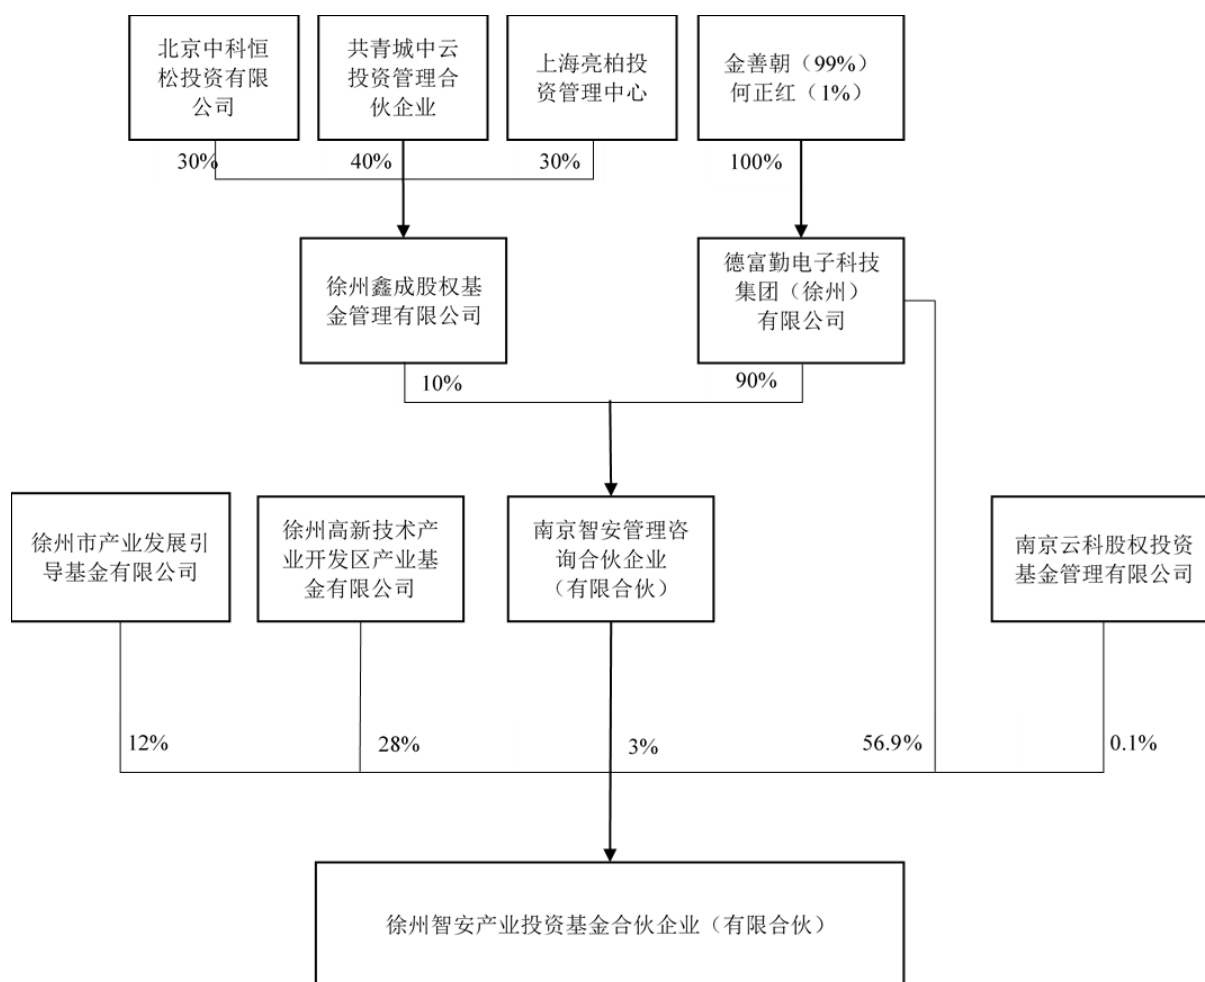 北京中科恒
松投资有限
公司
共青城中云
投资管理合
伙企业
上海亮柏投
资管理中心
金善朝（99%）
何正红（1%）
30%
40%
30%
100%
徐州鑫成股权基
金管理有限公司
德富勤电子科技
集团（徐州）
有限公司
10%
90%
徐州市产业发展引
导基金有限公司
徐州高新技术产
业开发区产业基
金有限公司
南京智安管理咨
询合伙企业
（有限合伙）
南京云科股权投资
基金管理有限公司
12%
28%
3%
56.9%
0.1%
徐州智安产业投资基金合伙企业（有限合伙）